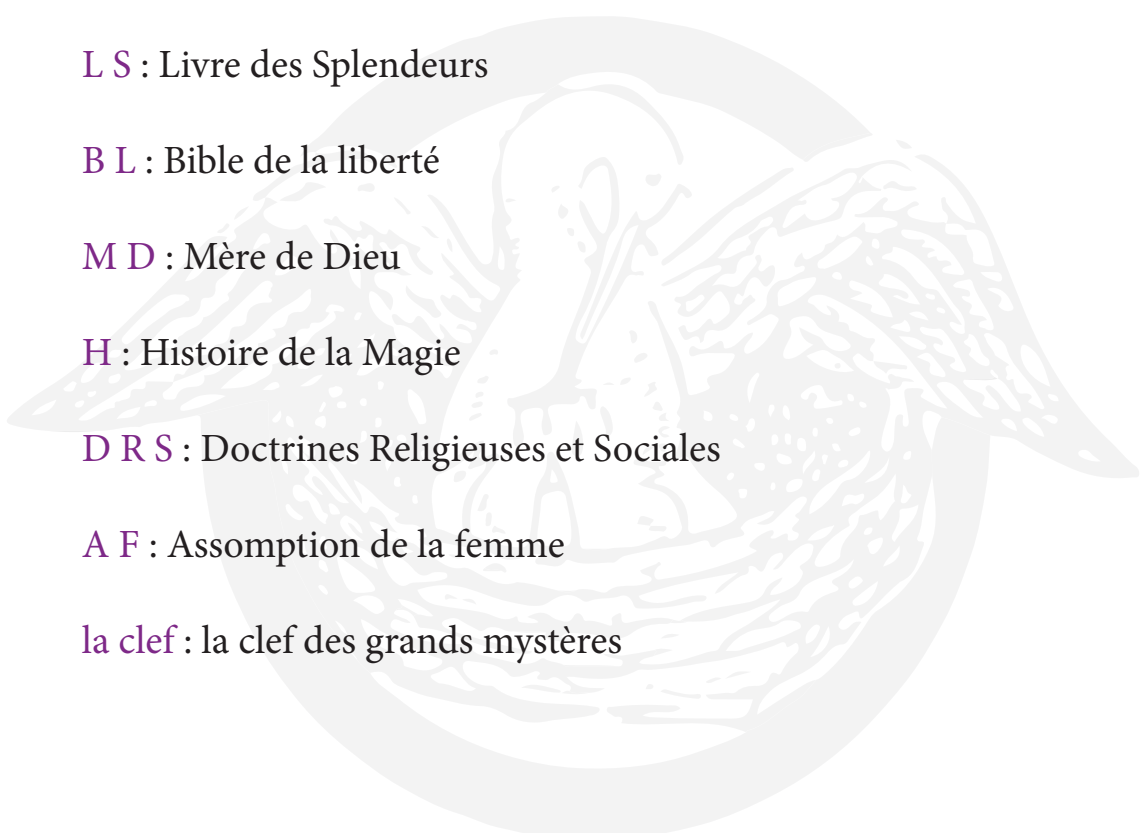 L S : Livre des Splendeurs
B L : Bible de la liberté
M D : Mère de Dieu
H : Histoire de la Magie
D R S : Doctrines Religieuses et Sociales
A F : Assomption de la femme
la clef : la clef des grands mystères